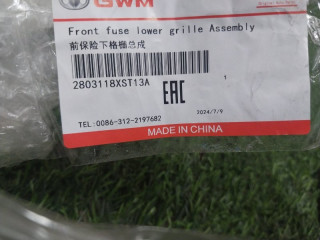 GWM
Front fuse lower grille Assembly
前保险下格栅总成
2803118XST13A
EAC
1
2024/7/9
TEL:0086-312-2197682
MADE IN CHINA